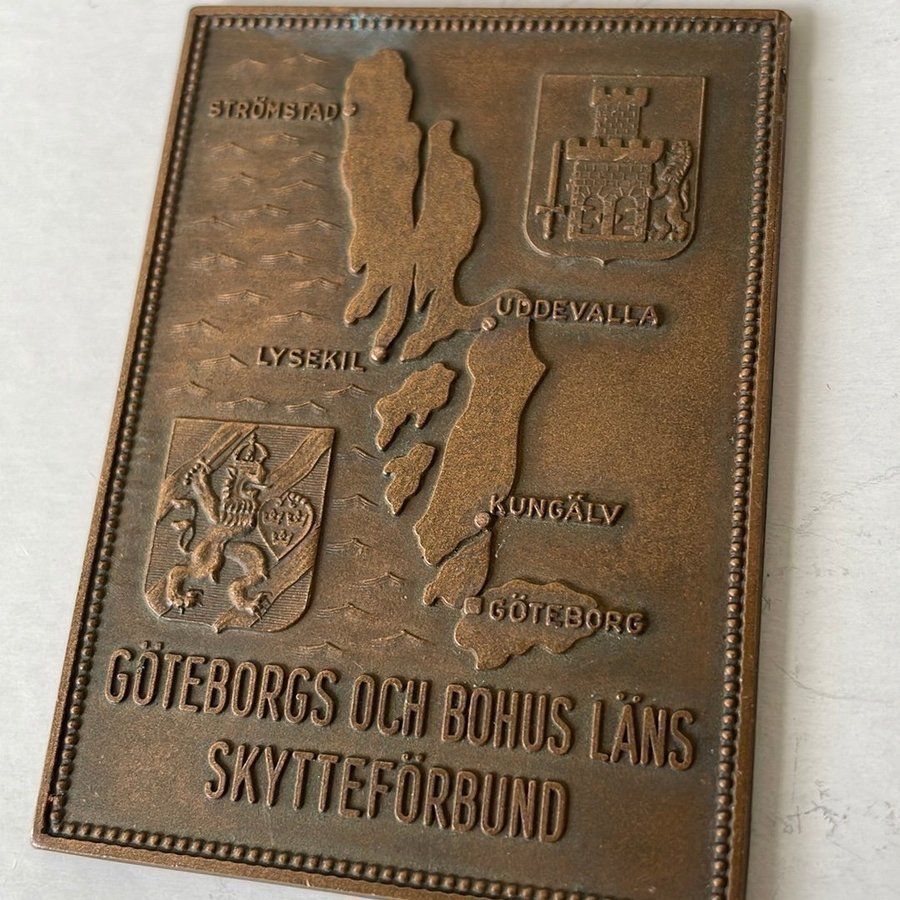 STRÖMSTAD
UDDEVALLA
LYSEKIL
KUNGÄLV
GÖTEBORG
GÖTEBORGS OCH BOHUS LÄNS
SKYTTEFÖRBUND